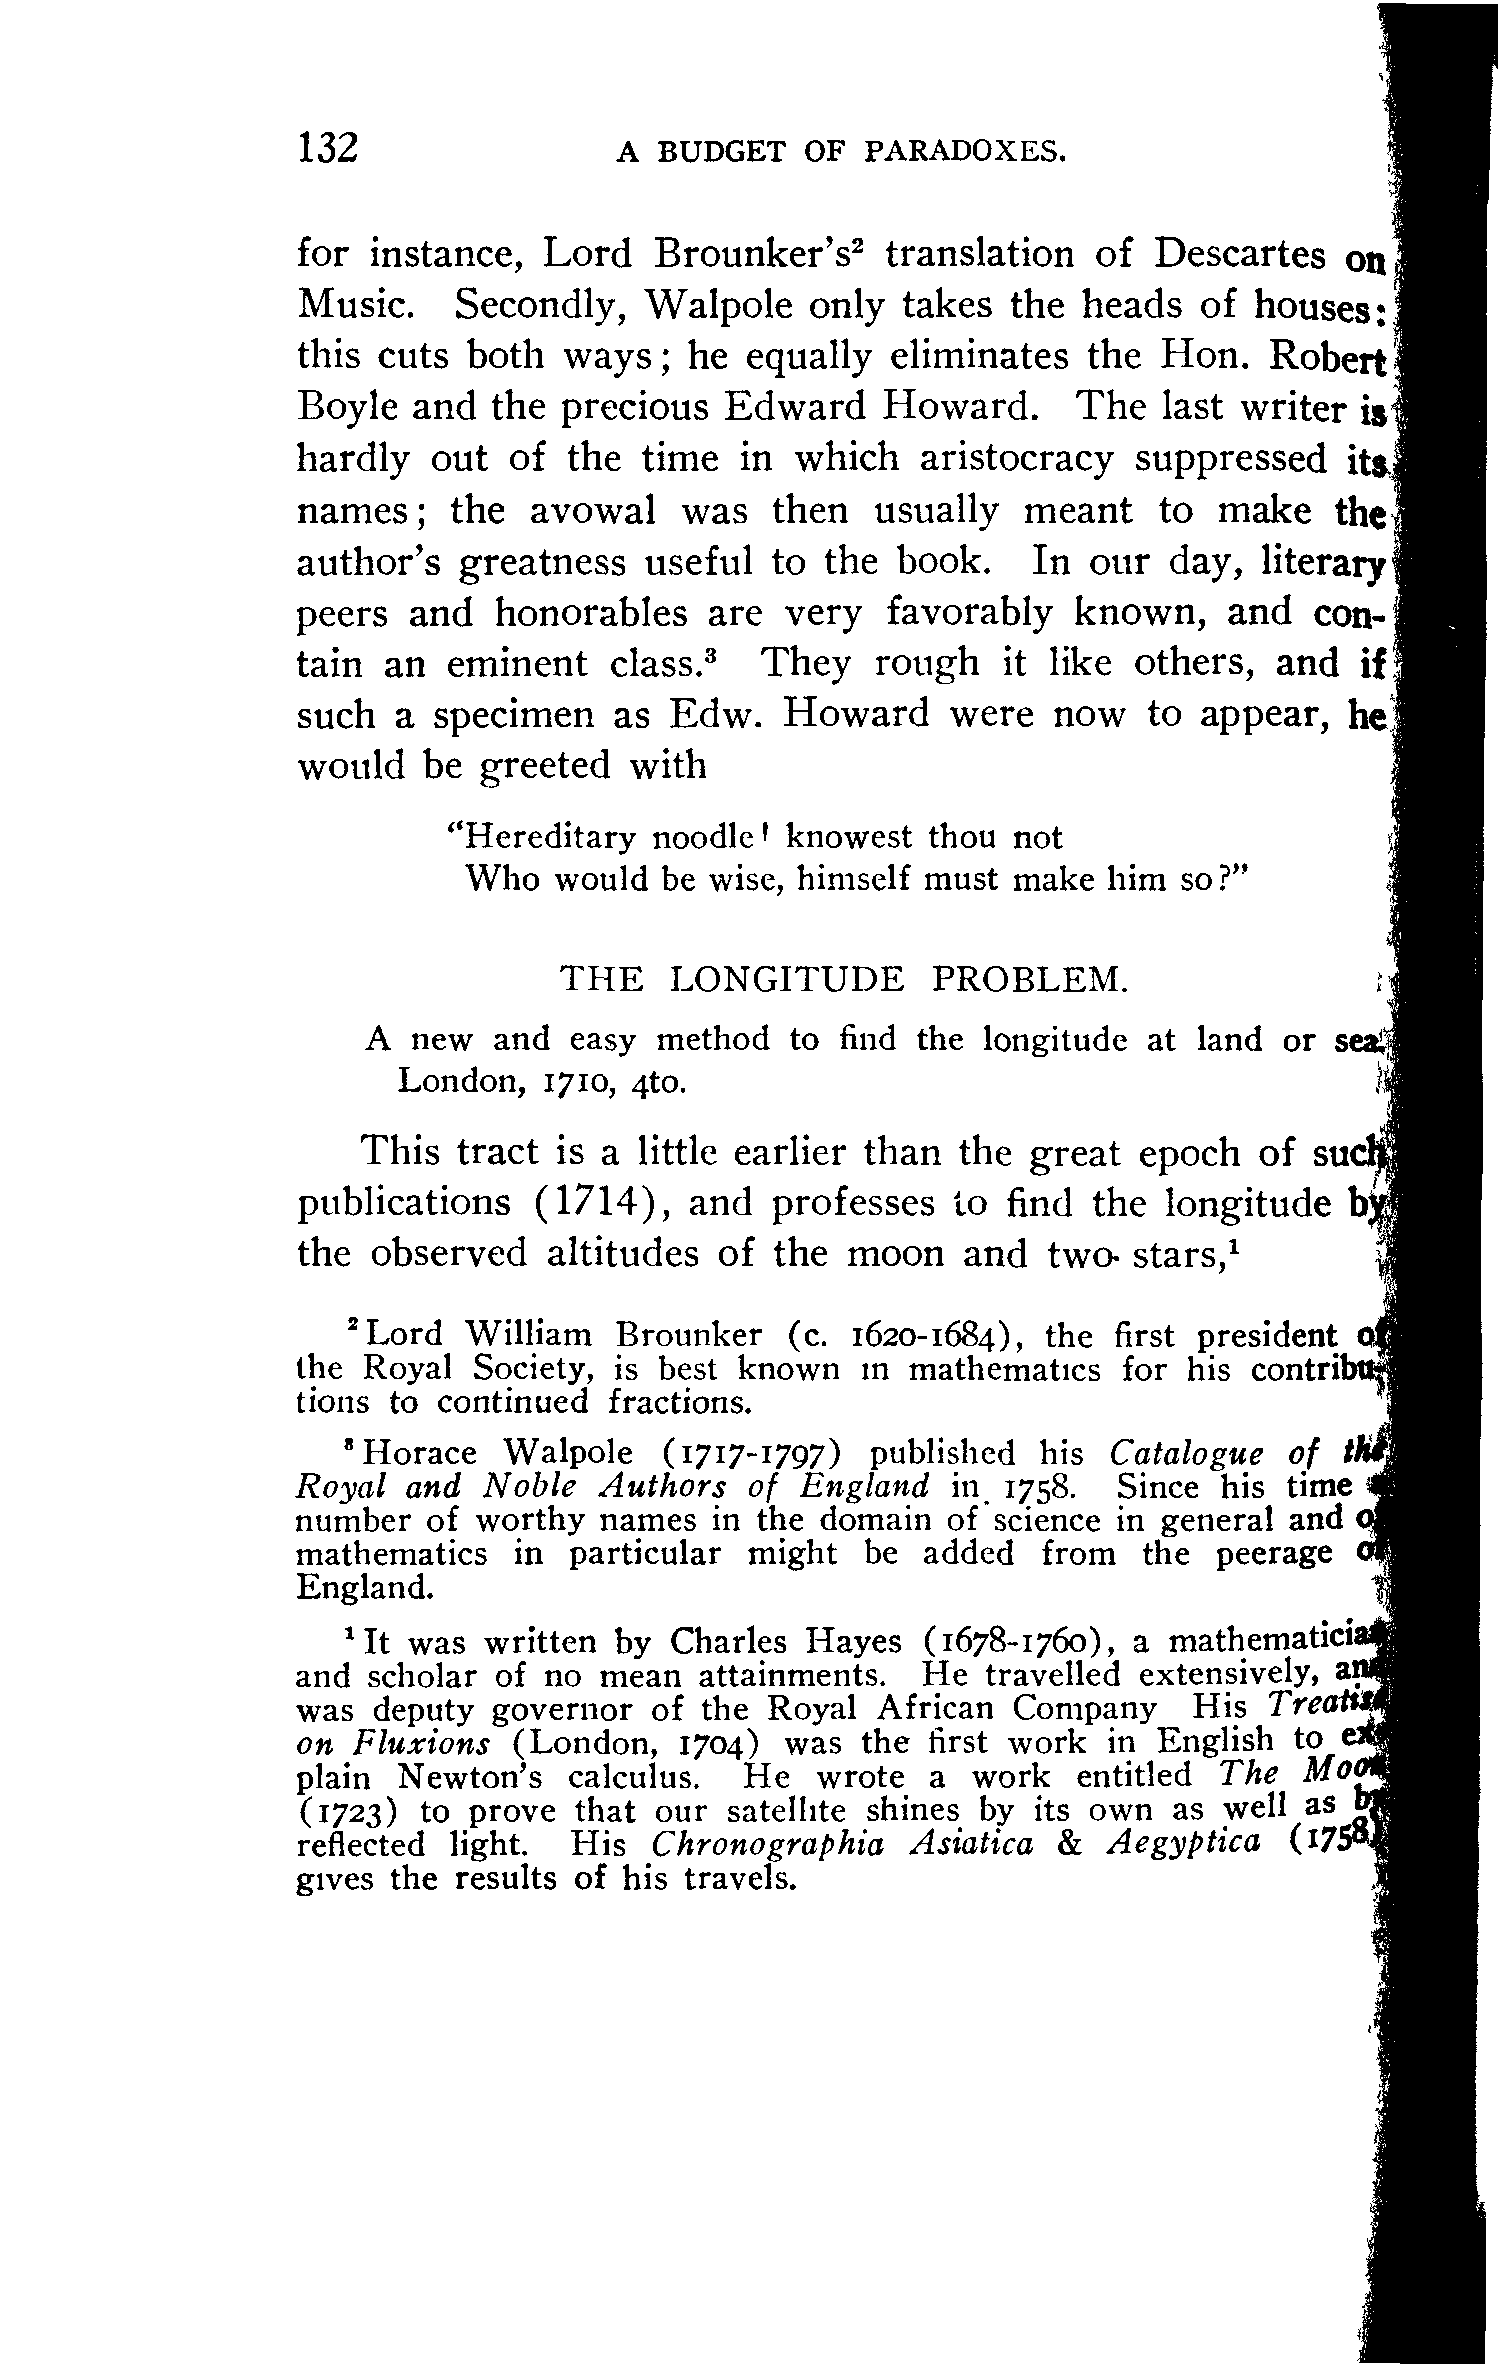 132 A BUDGET OF PARADOXES.
for instance, Lord Brounker's² translation of Descartes on
Music. Secondly, Walpole only takes the heads of houses:
this cuts both ways; he equally eliminates the Hon. Robert
Boyle and the precious Edward Howard. The last writer is
hardly out of the time in which aristocracy suppressed its
names; the avowal was then usually meant to make the
author's greatness useful to the book. In our day, literary
peers and honorables are very favorably known, and con-
tain an eminent class.³ They rough it like others, and if
such a specimen as Edw. Howard were now to appear, he
would be greeted with
"Hereditary noodle! knowest thou not
Who would be wise, himself must make him so?"
THE LONGITUDE PROBLEM.
A new and easy method to find the longitude at land or sea.
London, 1710, 4to.
This tract is a little earlier than the great epoch of such
publications (1714), and professes to find the longitude by
the observed altitudes of the moon and two stars,¹
² Lord William Brounker (c. 1620-1684), the first president of
the Royal Society, is best known in mathematics for his contribu-
tions to continued fractions.
³ Horace Walpole (1717-1797) published his Catalogue of the
Royal and Noble Authors of England in 1758. Since his time
number of worthy names in the domain of science in general and of
mathematics in particular might be added from the peerage of
England.
¹ It was written by Charles Hayes (1678-1760), a mathematician
and scholar of no mean attainments. He travelled extensively, and
was deputy governor of the Royal African Company His Treatise
on Fluxions (London, 1704) was the first work in English to ex-
plain Newton's calculus. He wrote a work entitled The Moon
(1723) to prove that our satellite shines by its own as well as by
reflected light. His Chronographia Asiatica & Aegyptica (1758)
gives the results of his travels.